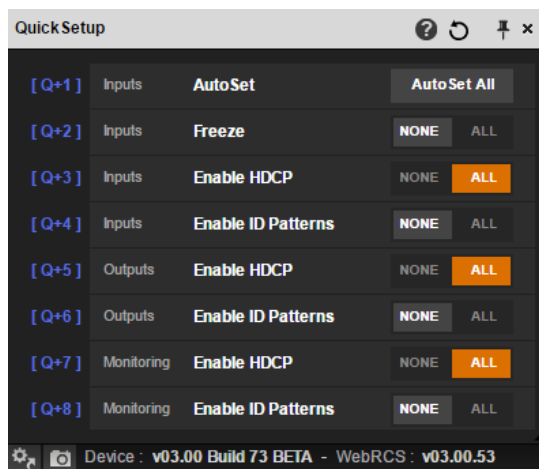 Quick Setup
[ Q+1 ] Inputs AutoSet AutoSet All
[ Q+2 ] Inputs Freeze NONE ALL
[ Q+3 ] Inputs Enable HDCP NONE ALL
[ Q+4 ] Inputs Enable ID Patterns NONE ALL
[ Q+5 ] Outputs Enable HDCP NONE ALL
[ Q+6 ] Outputs Enable ID Patterns NONE ALL
[ Q+7 ] Monitoring Enable HDCP NONE ALL
[ Q+8 ] Monitoring Enable ID Patterns NONE ALL
Device : v03.00 Build 73 BETA - WebRCS : v03.00.53